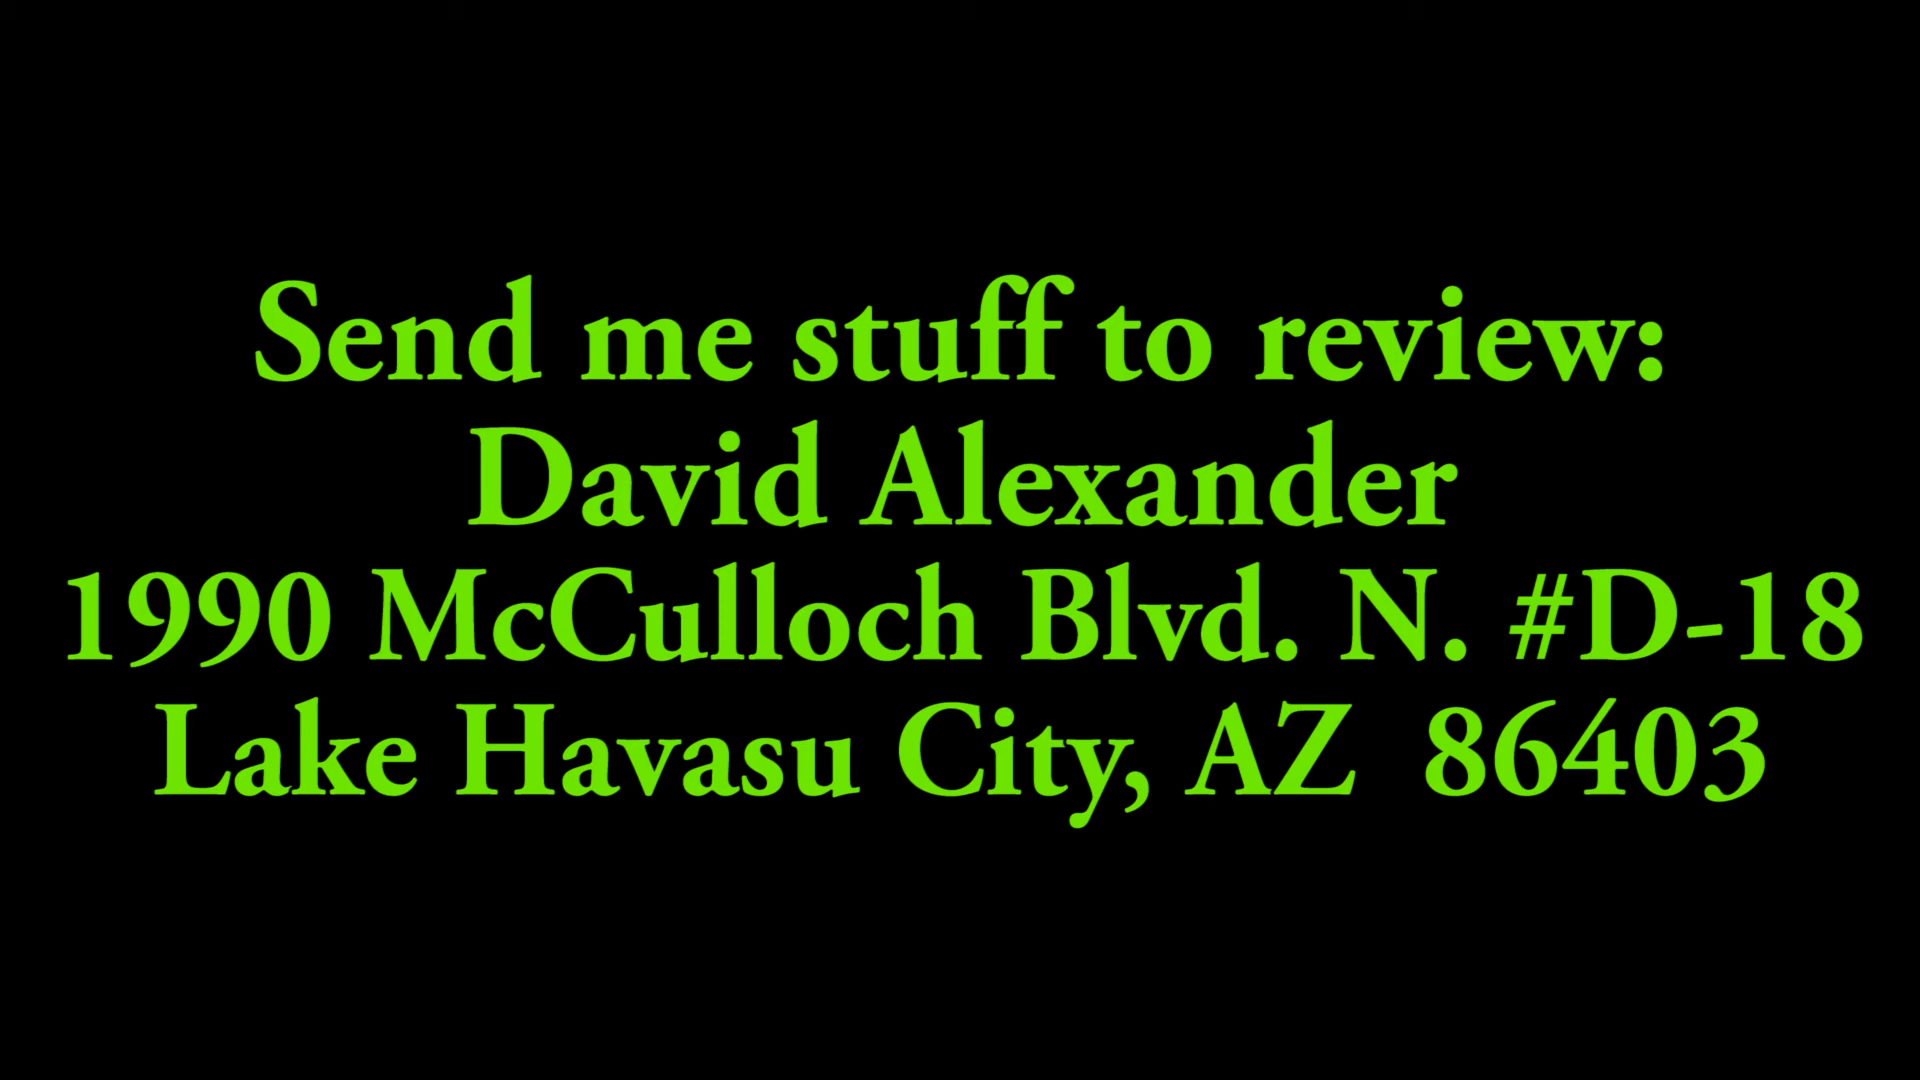 Send me stuff to review:
David Alexander
1990 McCulloch Blvd. N. #D-18
Lake Havasu City, AZ  86403